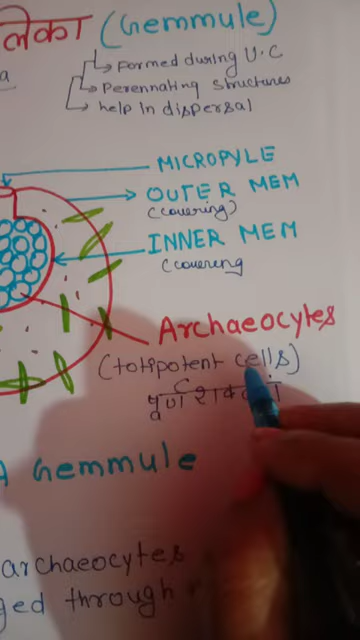 लिका (Gemmule)
a
Formed during U.C
Perennating structures
help in dispersal
MICROPYLE
OUTER MEM
(covering)
INNER MEM
(covering
Archaeocytes
(totipotent cells)
Gemmule
archaeocytes
ged through